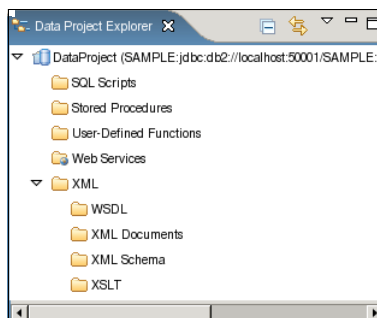 Data Project Explorer
DataProject (SAMPLE:jdbc:db2://localhost:50001/SAMPLE:
SQL Scripts
Stored Procedures
User-Defined Functions
Web Services
XML
WSDL
XML Documents
XML Schema
XSLT